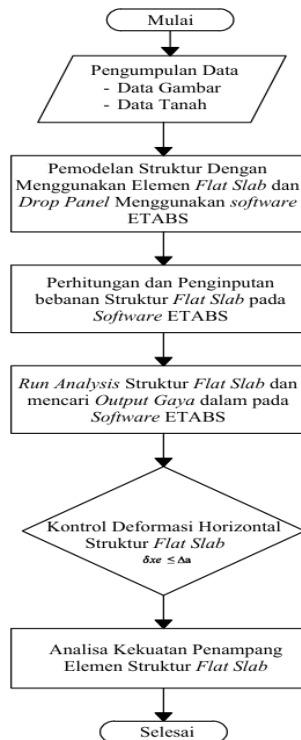 Mulai
Pengumpulan Data
- Data Gambar
- Data Tanah
Pemodelan Struktur Dengan
Menggunakan Elemen Flat Slab dan
Drop Panel Menggunakan software
ETABS
Perhitungan dan Penginputan
bebanan Struktur Flat Slab pada
Software ETABS
Run Analysis Struktur Flat Slab dan
mencari Output Gaya dalam pada
Software ETABS
Kontrol Deformasi Horizontal
Struktur Flat Slab
δxe ≤ Δa
Analisa Kekuatan Penampang
Elemen Struktur Flat Slab
Selesai